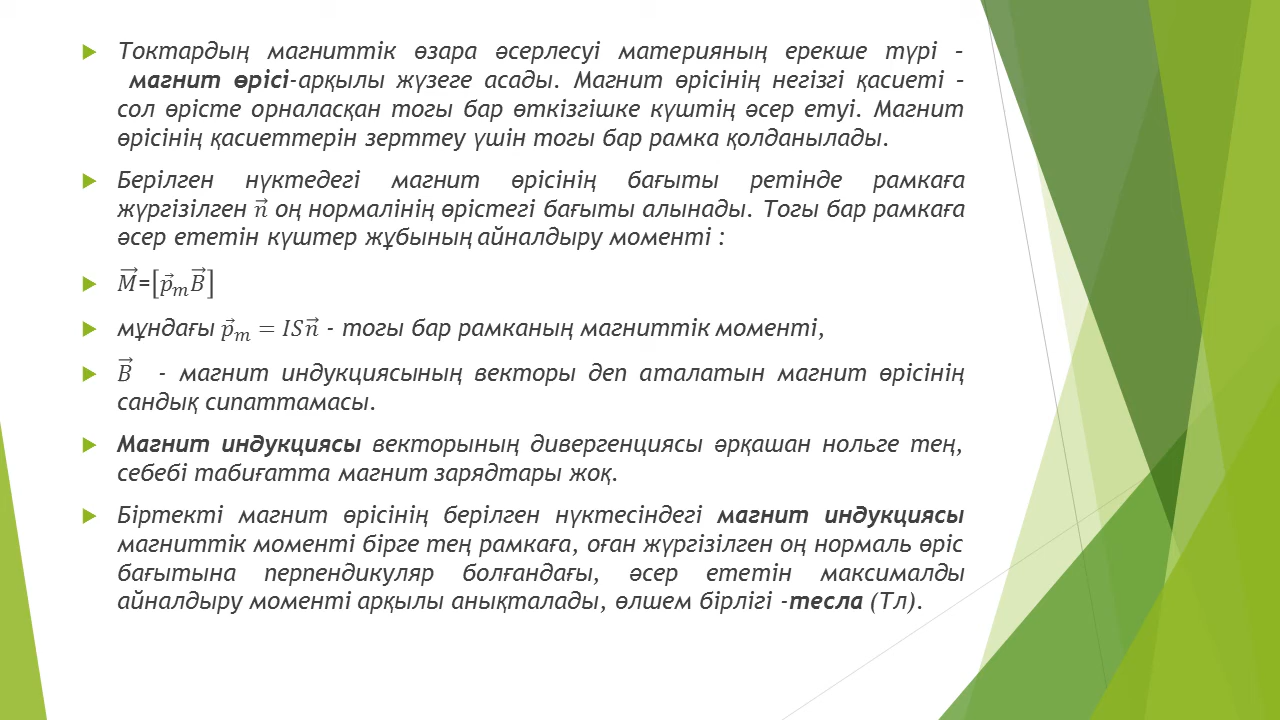 Токтардың магниттік өзара әсерлесуі материяның ерекше түрі –
магнит өрісі-арқылы жүзеге асады. Магнит өрісінің негізгі қасиеті –
сол өрісте орналасқан тогы бар өткізгішке күштің әсер етуі. Магнит
өрісінің қасиеттерін зерттеу үшін тогы бар рамка қолданылады.
Берілген нүктедегі магнит өрісінің бағыты ретінде рамкаға
жүргізілген n⃗ оң нормалінің өрістегі бағыты алынады. Тогы бар рамкаға
әсер ететін күштер жұбының айналдыру моменті :
M⃗=[p⃗ₘB⃗]
мұндағы p⃗ₘ = ISn⃗ - тогы бар рамканың магниттік моменті,
B⃗ - магнит индукциясының векторы деп аталатын магнит өрісінің
сандық сипаттамасы.
Магнит индукциясы векторының дивергенциясы әрқашан нольге тең,
себебі табиғатта магнит зарядтары жоқ.
Біртекті магнит өрісінің берілген нүктесіндегі магнит индукциясы
магниттік моменті бірге тең рамкаға, оған жүргізілген оң нормаль өріс
бағытына перпендикуляр болғандағы, әсер ететін максималды
айналдыру моменті арқылы анықталады, өлшем бірлігі -тесла (Тл).